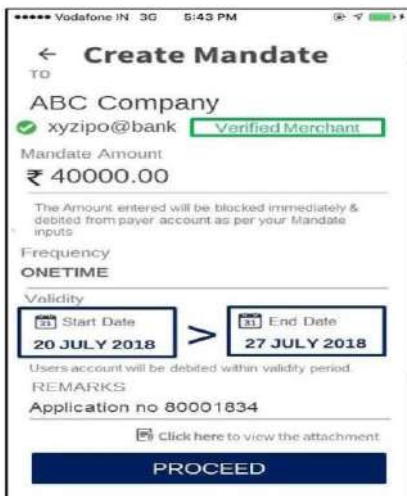 Vodafone IN 3G 5:43 PM
← Create Mandate
TO
ABC Company
xyzipo@bank Verified Merchant
Mandate Amount
₹ 40000.00
The Amount entered will be blocked immediately &
debited from payer account as per your Mandate
inputs
Frequency
ONETIME
Validity
31 Start Date > 31 End Date
20 JULY 2018 27 JULY 2018
Users account will be debited within validity period.
REMARKS
Application no 80001834
Click here to view the attachment
PROCEED